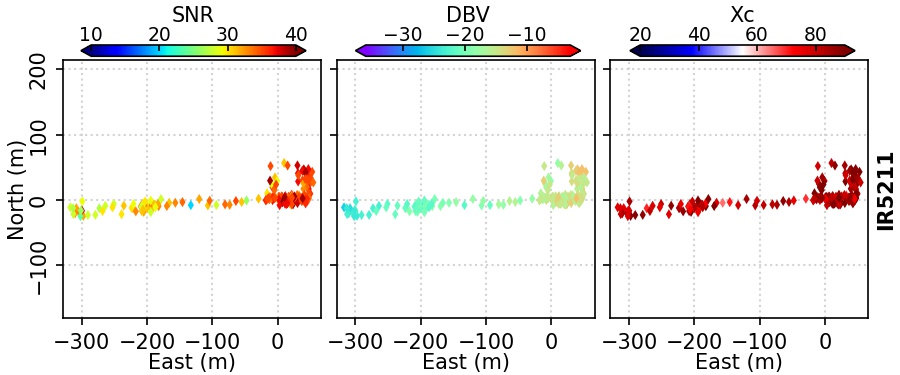 SNR
DBV
Xc
10 20 30 40
−30 −20 −10
20 40 60 80
200
100
0
−100
North (m)
−300 −200 −100 0
−300 −200 −100 0
−300 −200 −100 0
East (m)
East (m)
East (m)
IR5211